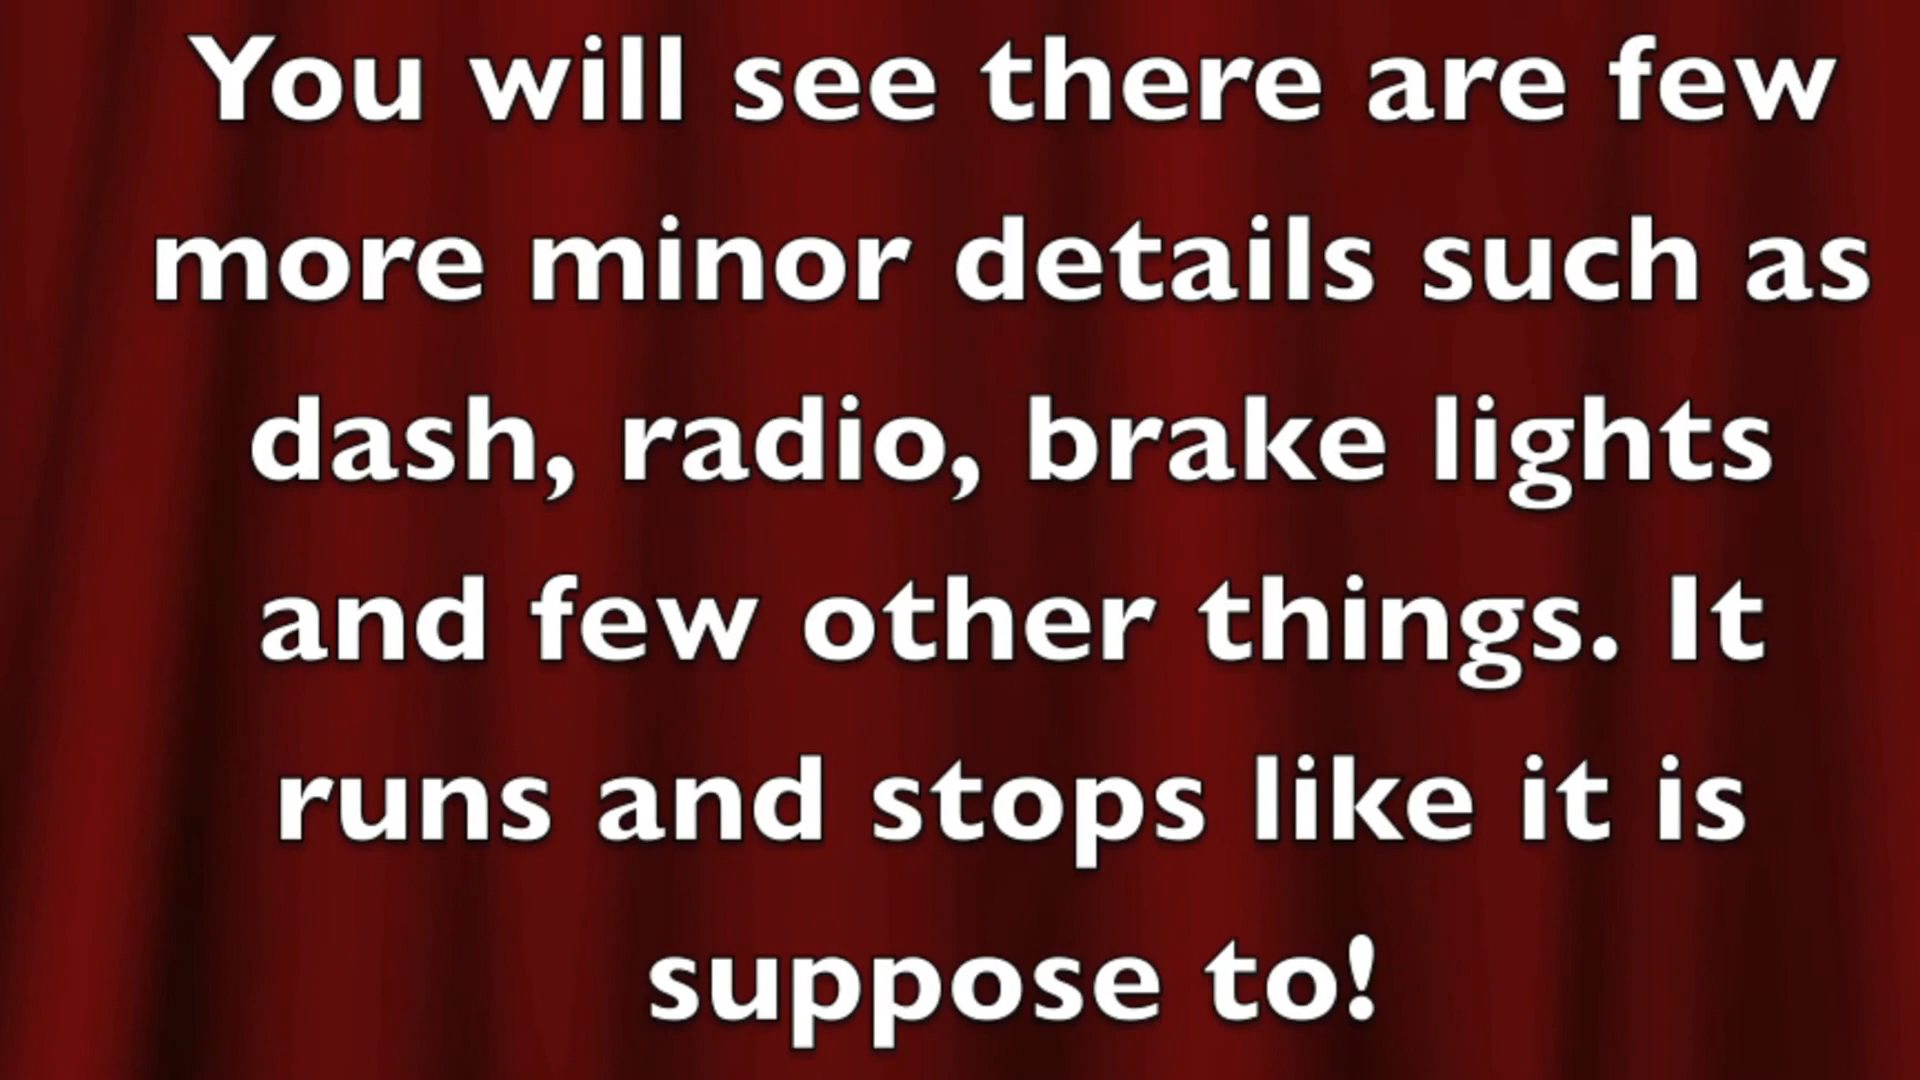 You will see there are few
more minor details such as
dash, radio, brake lights
and few other things. It
runs and stops like it is
suppose to!